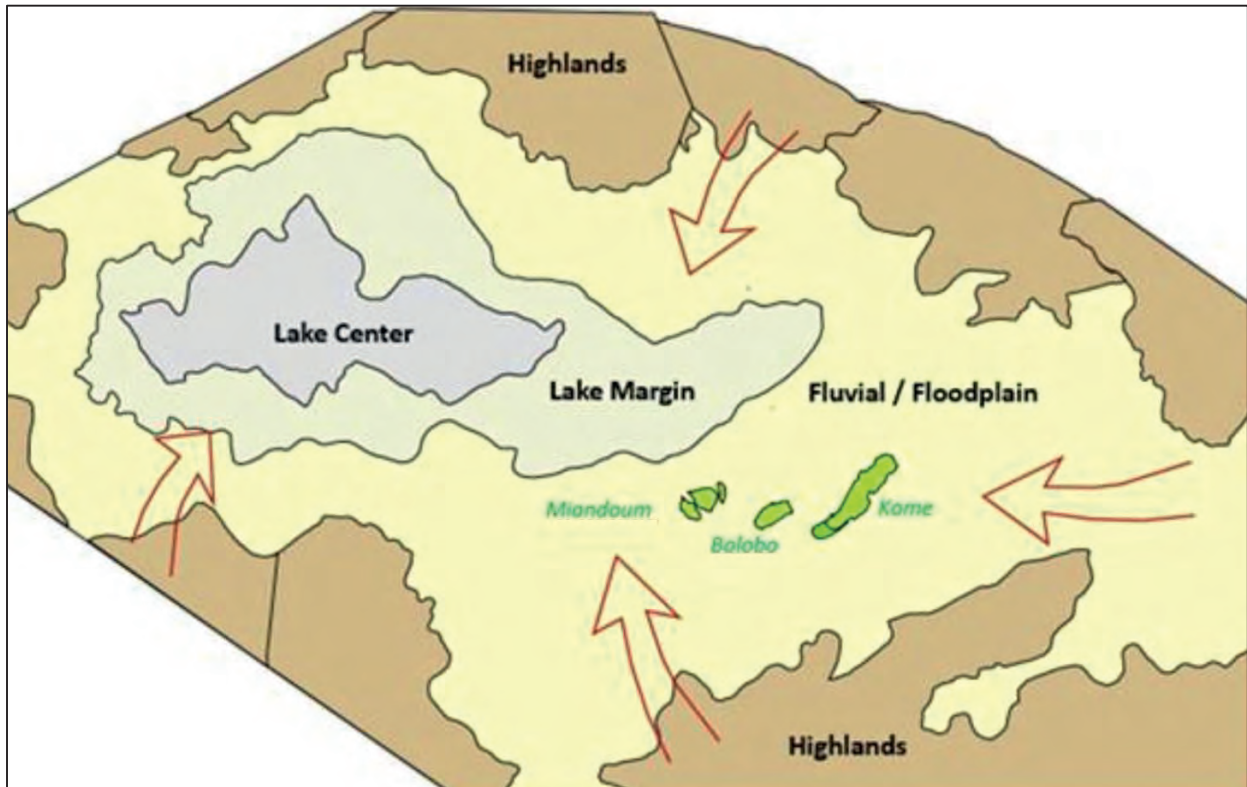 Highlands
Lake Center
Lake Margin
Fluvial / Floodplain
Miandoum
Kome
Bolobo
Highlands